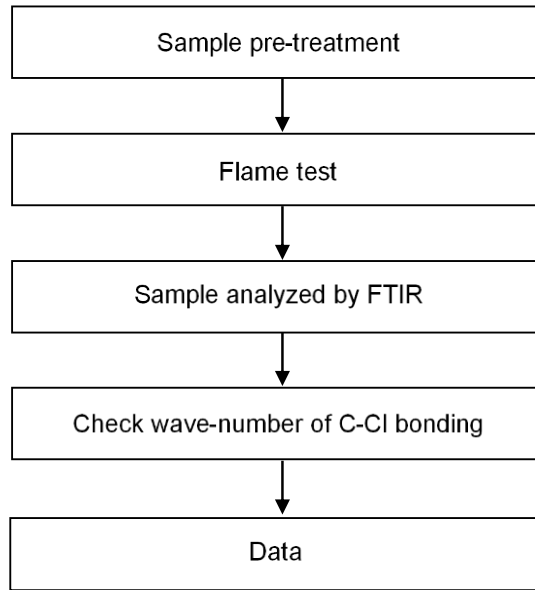 Sample pre-treatment
Flame test
Sample analyzed by FTIR
Check wave-number of C-Cl bonding
Data